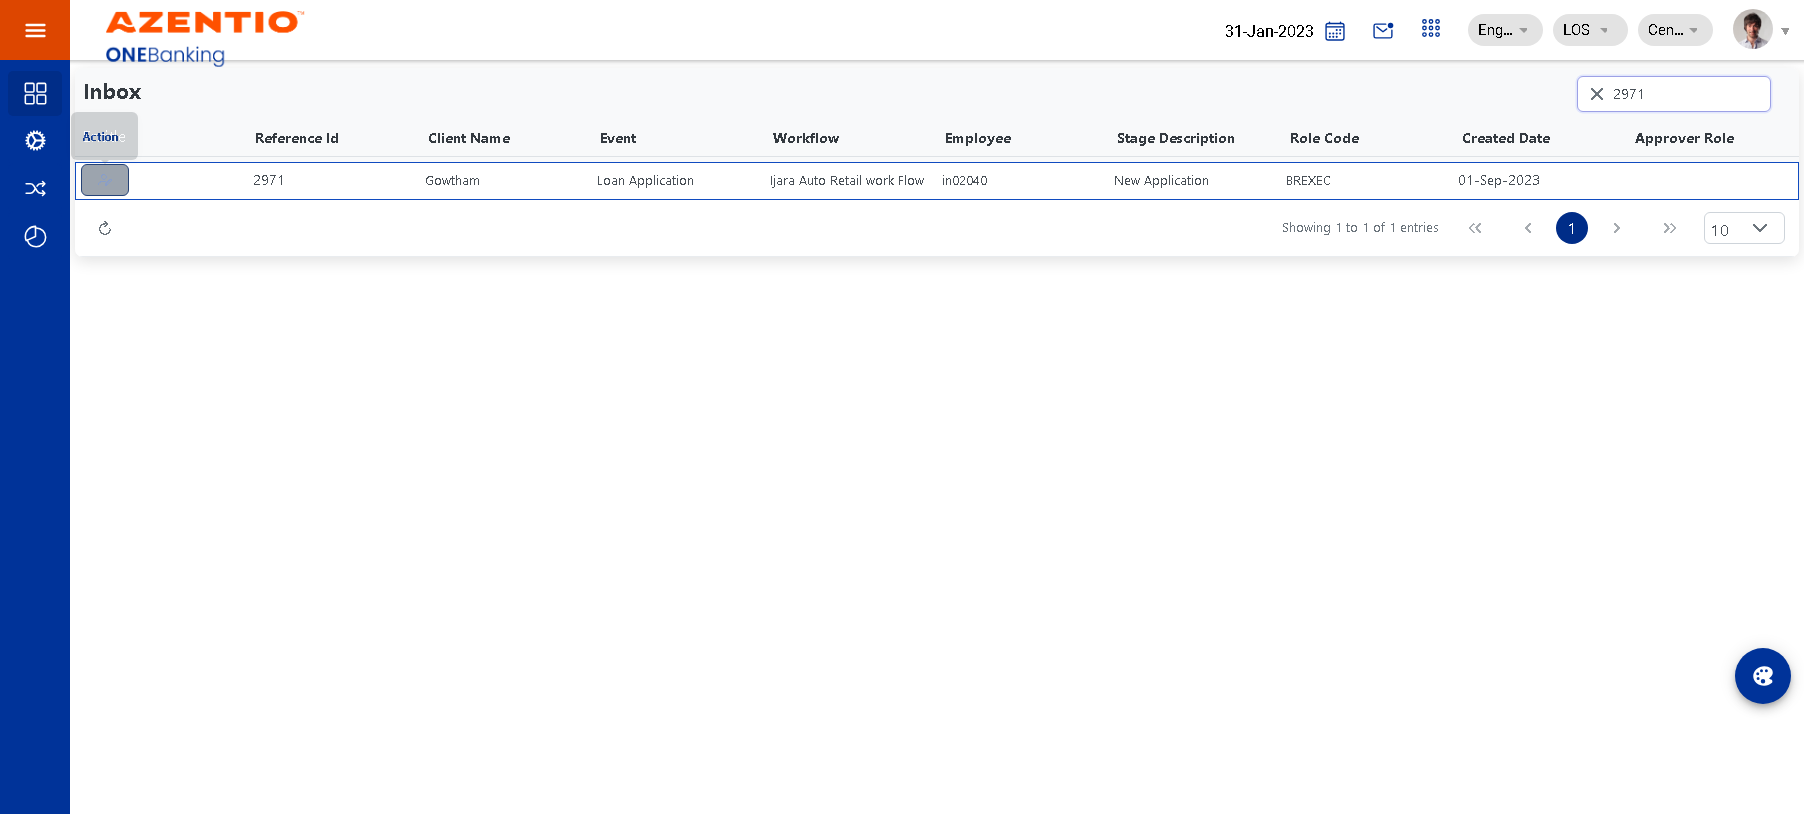 AZENTIO™
ONEBanking
31-Jan-2023
Eng...
LOS
Cen...
Inbox
2971
Action
Reference Id
Client Name
Event
Workflow
Employee
Stage Description
Role Code
Created Date
Approver Role
2971
Gowtham
Loan Application
Ijara Auto Retail work Flow
in02040
New Application
BREXEC
01-Sep-2023
Showing 1 to 1 of 1 entries
1
10